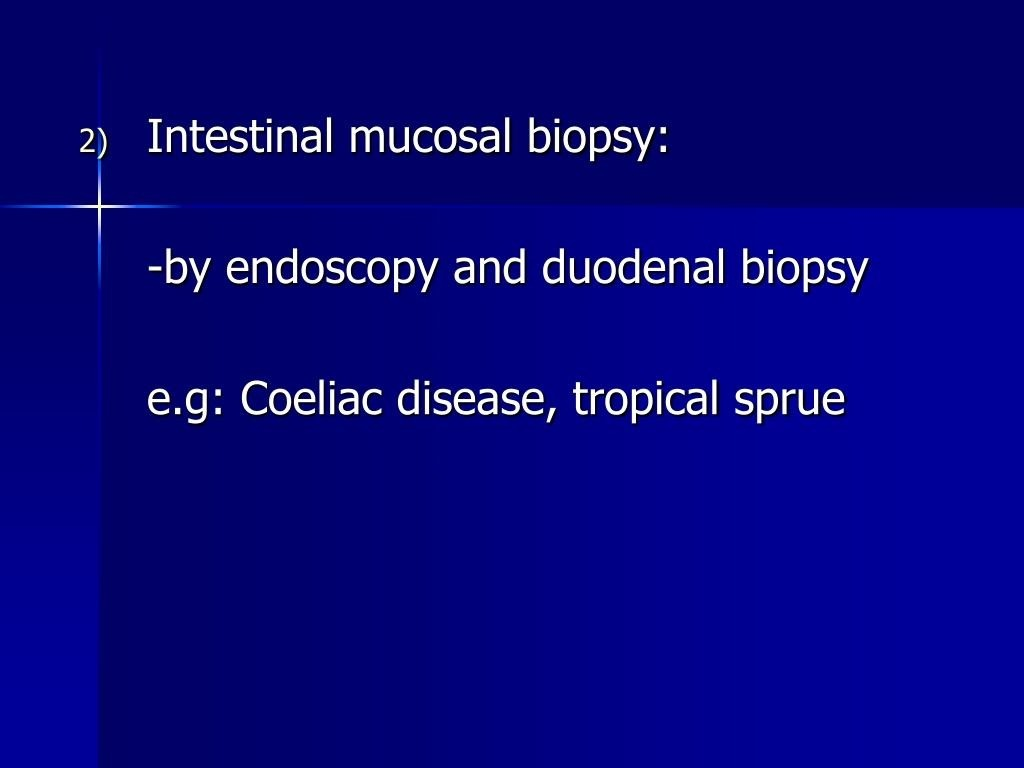 2) Intestinal mucosal biopsy:
-by endoscopy and duodenal biopsy
e.g: Coeliac disease, tropical sprue